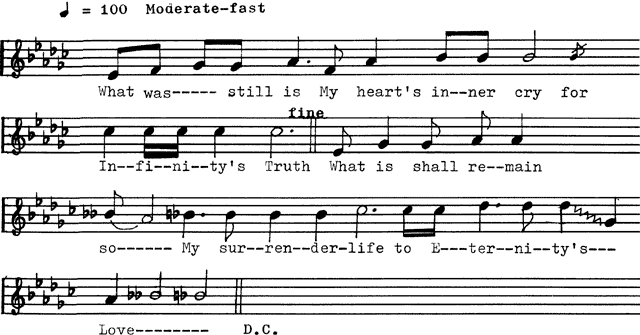 ♩ = 100 Moderate-fast
What was----- still is My heart's in--ner cry for
fine
In--fi--ni--ty's Truth What is shall re--main
so------- My sur--ren--der-life to E---ter--ni--ty's---
Love-------- D.C.